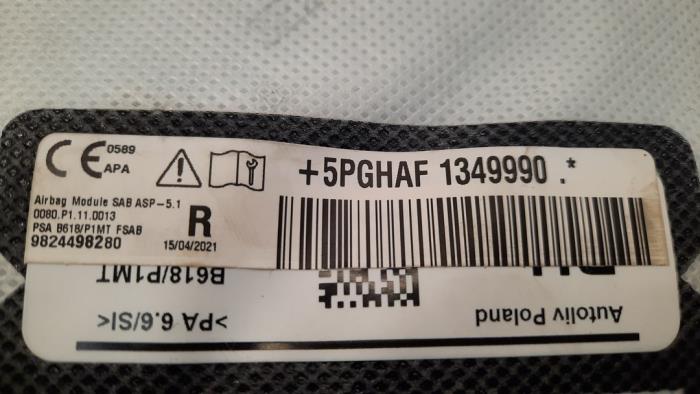 CE 0589
APA
+5PGHAF 1349990 .*
Airbag Module SAB ASP-5.1
0080.P1.11.0013
PSA B618/P1MT FSAB
9824498280
R
15/04/2021
B618/P1MT
>PA 6.6/SI<
Autoliv Poland